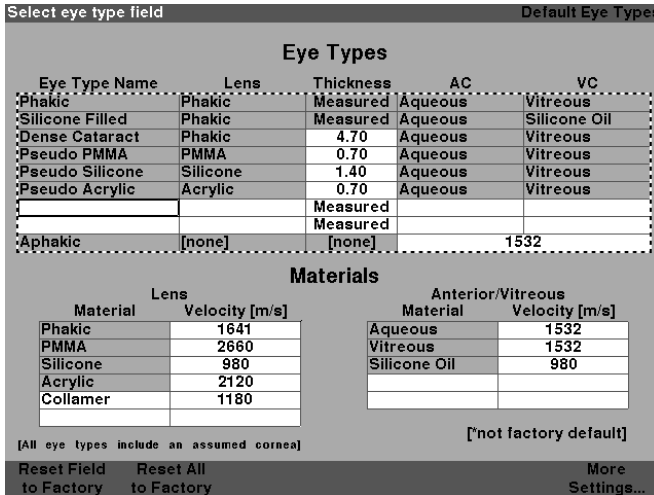 Select eye type field Default Eye Types
Eye Types
Eye Type Name Lens Thickness AC VC
Phakic Phakic Measured Aqueous Vitreous
Silicone Filled Phakic Measured Aqueous Silicone Oil
Dense Cataract Phakic 4.70 Aqueous Vitreous
Pseudo PMMA PMMA 0.70 Aqueous Vitreous
Pseudo Silicone Silicone 1.40 Aqueous Vitreous
Pseudo Acrylic Acrylic 0.70 Aqueous Vitreous
Measured
Measured
Aphakic [none] [none] 1532
Materials
Lens Anterior/Vitreous
Material Velocity [m/s] Material Velocity [m/s]
Phakic 1641 Aqueous 1532
PMMA 2660 Vitreous 1532
Silicone 980 Silicone Oil 980
Acrylic 2120
Collamer 1180
[*not factory default]
[All eye types include an assumed cornea]
Reset Field Reset All More
to Factory to Factory Settings...